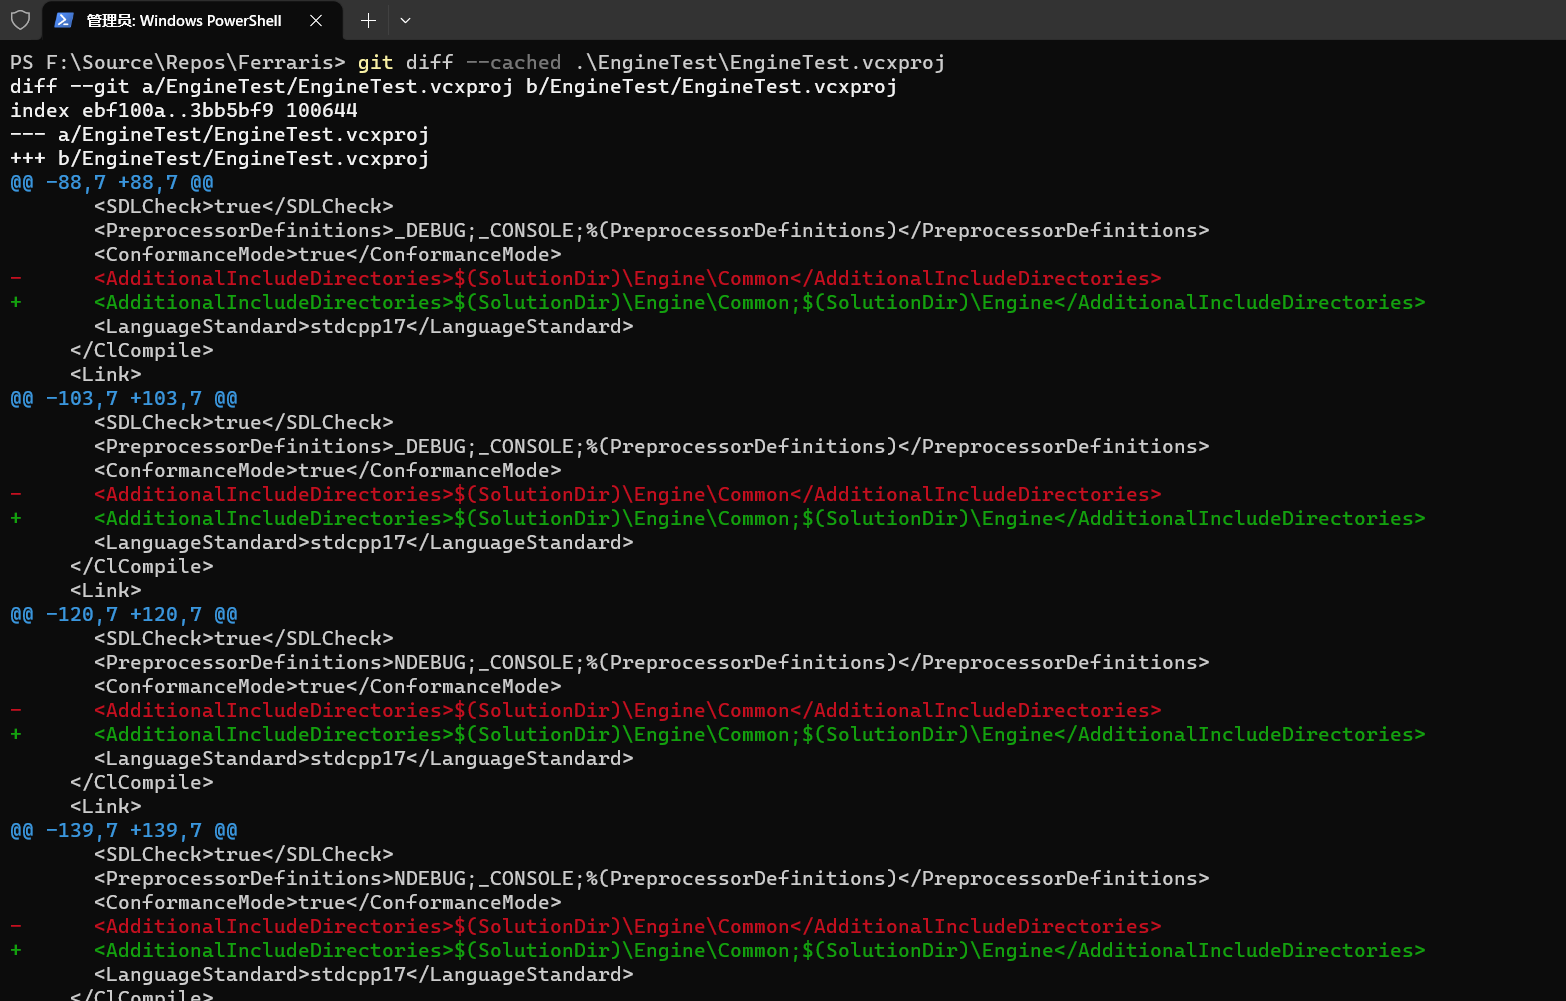 管理员: Windows PowerShell
PS F:\Source\Repos\Ferraris> git diff --cached .\EngineTest\EngineTest.vcxproj
diff --git a/EngineTest/EngineTest.vcxproj b/EngineTest/EngineTest.vcxproj
index ebf100a..3bb5bf9 100644
--- a/EngineTest/EngineTest.vcxproj
+++ b/EngineTest/EngineTest.vcxproj
@@ -88,7 +88,7 @@
       <SDLCheck>true</SDLCheck>
       <PreprocessorDefinitions>_DEBUG;_CONSOLE;%(PreprocessorDefinitions)</PreprocessorDefinitions>
       <ConformanceMode>true</ConformanceMode>
-      <AdditionalIncludeDirectories>$(SolutionDir)\Engine\Common</AdditionalIncludeDirectories>
+      <AdditionalIncludeDirectories>$(SolutionDir)\Engine\Common;$(SolutionDir)\Engine</AdditionalIncludeDirectories>
       <LanguageStandard>stdcpp17</LanguageStandard>
     </ClCompile>
     <Link>
@@ -103,7 +103,7 @@
       <SDLCheck>true</SDLCheck>
       <PreprocessorDefinitions>_DEBUG;_CONSOLE;%(PreprocessorDefinitions)</PreprocessorDefinitions>
       <ConformanceMode>true</ConformanceMode>
-      <AdditionalIncludeDirectories>$(SolutionDir)\Engine\Common</AdditionalIncludeDirectories>
+      <AdditionalIncludeDirectories>$(SolutionDir)\Engine\Common;$(SolutionDir)\Engine</AdditionalIncludeDirectories>
       <LanguageStandard>stdcpp17</LanguageStandard>
     </ClCompile>
     <Link>
@@ -120,7 +120,7 @@
       <SDLCheck>true</SDLCheck>
       <PreprocessorDefinitions>NDEBUG;_CONSOLE;%(PreprocessorDefinitions)</PreprocessorDefinitions>
       <ConformanceMode>true</ConformanceMode>
-      <AdditionalIncludeDirectories>$(SolutionDir)\Engine\Common</AdditionalIncludeDirectories>
+      <AdditionalIncludeDirectories>$(SolutionDir)\Engine\Common;$(SolutionDir)\Engine</AdditionalIncludeDirectories>
       <LanguageStandard>stdcpp17</LanguageStandard>
     </ClCompile>
     <Link>
@@ -139,7 +139,7 @@
       <SDLCheck>true</SDLCheck>
       <PreprocessorDefinitions>NDEBUG;_CONSOLE;%(PreprocessorDefinitions)</PreprocessorDefinitions>
       <ConformanceMode>true</ConformanceMode>
-      <AdditionalIncludeDirectories>$(SolutionDir)\Engine\Common</AdditionalIncludeDirectories>
+      <AdditionalIncludeDirectories>$(SolutionDir)\Engine\Common;$(SolutionDir)\Engine</AdditionalIncludeDirectories>
       <LanguageStandard>stdcpp17</LanguageStandard>
     </ClCompile>